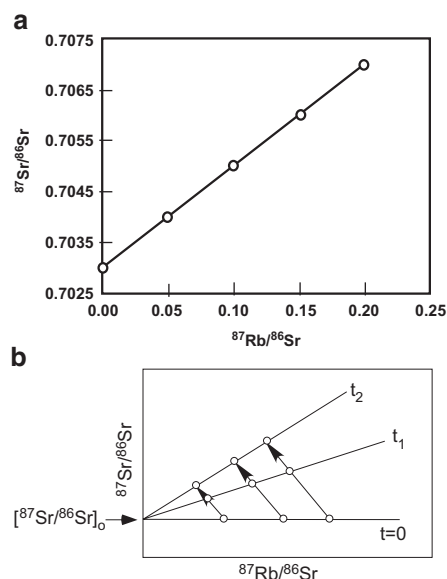 a
0.7075
0.7065
0.7055
0.7045
0.7035
0.7025
⁸⁷Sr/⁸⁶Sr
0.00 0.05 0.10 0.15 0.20 0.25
⁸⁷Rb/⁸⁶Sr
b
t₂
t₁
⁸⁷Sr/⁸⁶Sr
[⁸⁷Sr/⁸⁶Sr]ₒ
t=0
⁸⁷Rb/⁸⁶Sr